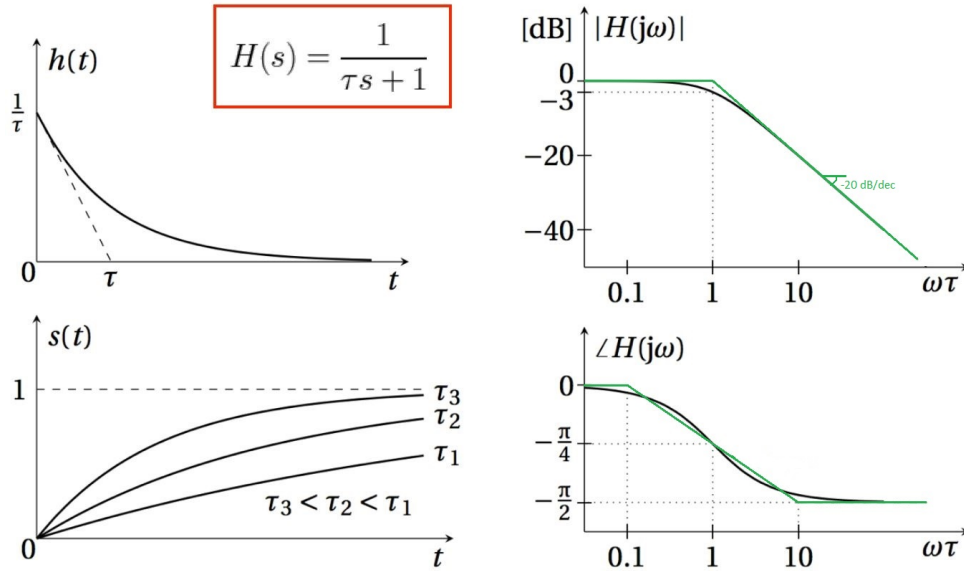 h(t)
H(s) = 1/(τs + 1)
1/τ
0
τ
t
s(t)
1
τ₃
τ₂
τ₁
τ₃ < τ₂ < τ₁
0
t
[dB] |H(jω)|
0
−3
−20
-20 dB/dec
−40
0.1 1 10 ωτ
∠H(jω)
0
−π/4
−π/2
0.1 1 10 ωτ